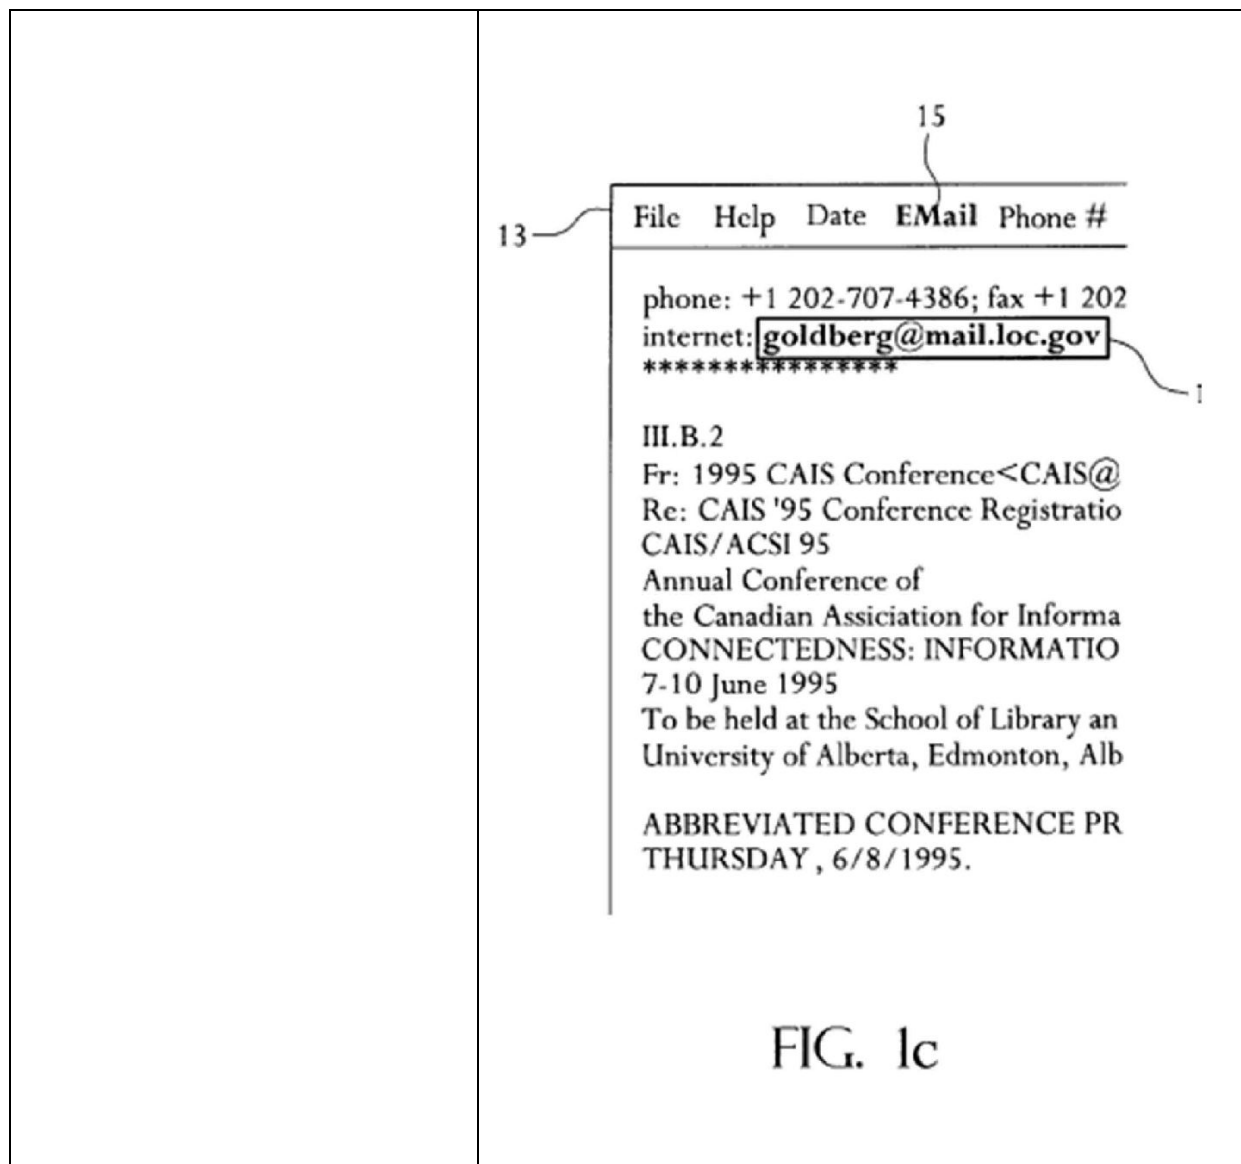 15
13
File Help Date EMail Phone #
phone: +1 202-707-4386; fax +1 202
internet: goldberg@mail.loc.gov
****************
1
III.B.2
Fr: 1995 CAIS Conference<CAIS@
Re: CAIS '95 Conference Registratio
CAIS/ACSI 95
Annual Conference of
the Canadian Assiciation for Informa
CONNECTEDNESS: INFORMATIO
7-10 June 1995
To be held at the School of Library an
University of Alberta, Edmonton, Alb
ABBREVIATED CONFERENCE PR
THURSDAY , 6/8/1995.
FIG. 1c